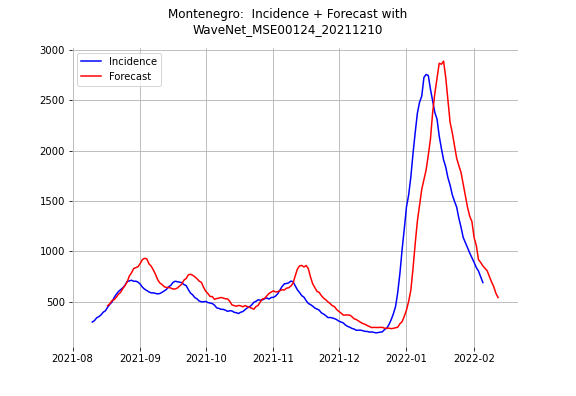 Montenegro:  Incidence + Forecast with
WaveNet_MSE00124_20211210
Incidence
Forecast
3000
2500
2000
1500
1000
500
2021-08 2021-09 2021-10 2021-11 2021-12 2022-01 2022-02